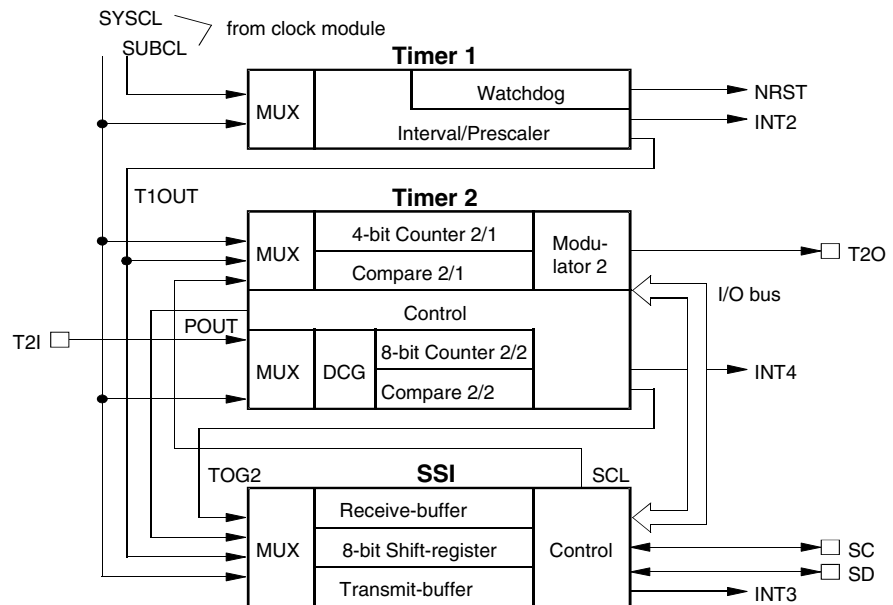 SYSCL
from clock module
SUBCL
Timer 1
MUX
Watchdog
NRST
Interval/Prescaler
INT2
T1OUT
Timer 2
MUX
4-bit Counter 2/1
Compare 2/1
Modu-
lator 2
T2O
I/O bus
Control
POUT
T2I
MUX
DCG
8-bit Counter 2/2
Compare 2/2
INT4
TOG2
SSI
SCL
MUX
Receive-buffer
8-bit Shift-register
Transmit-buffer
Control
SC
SD
INT3